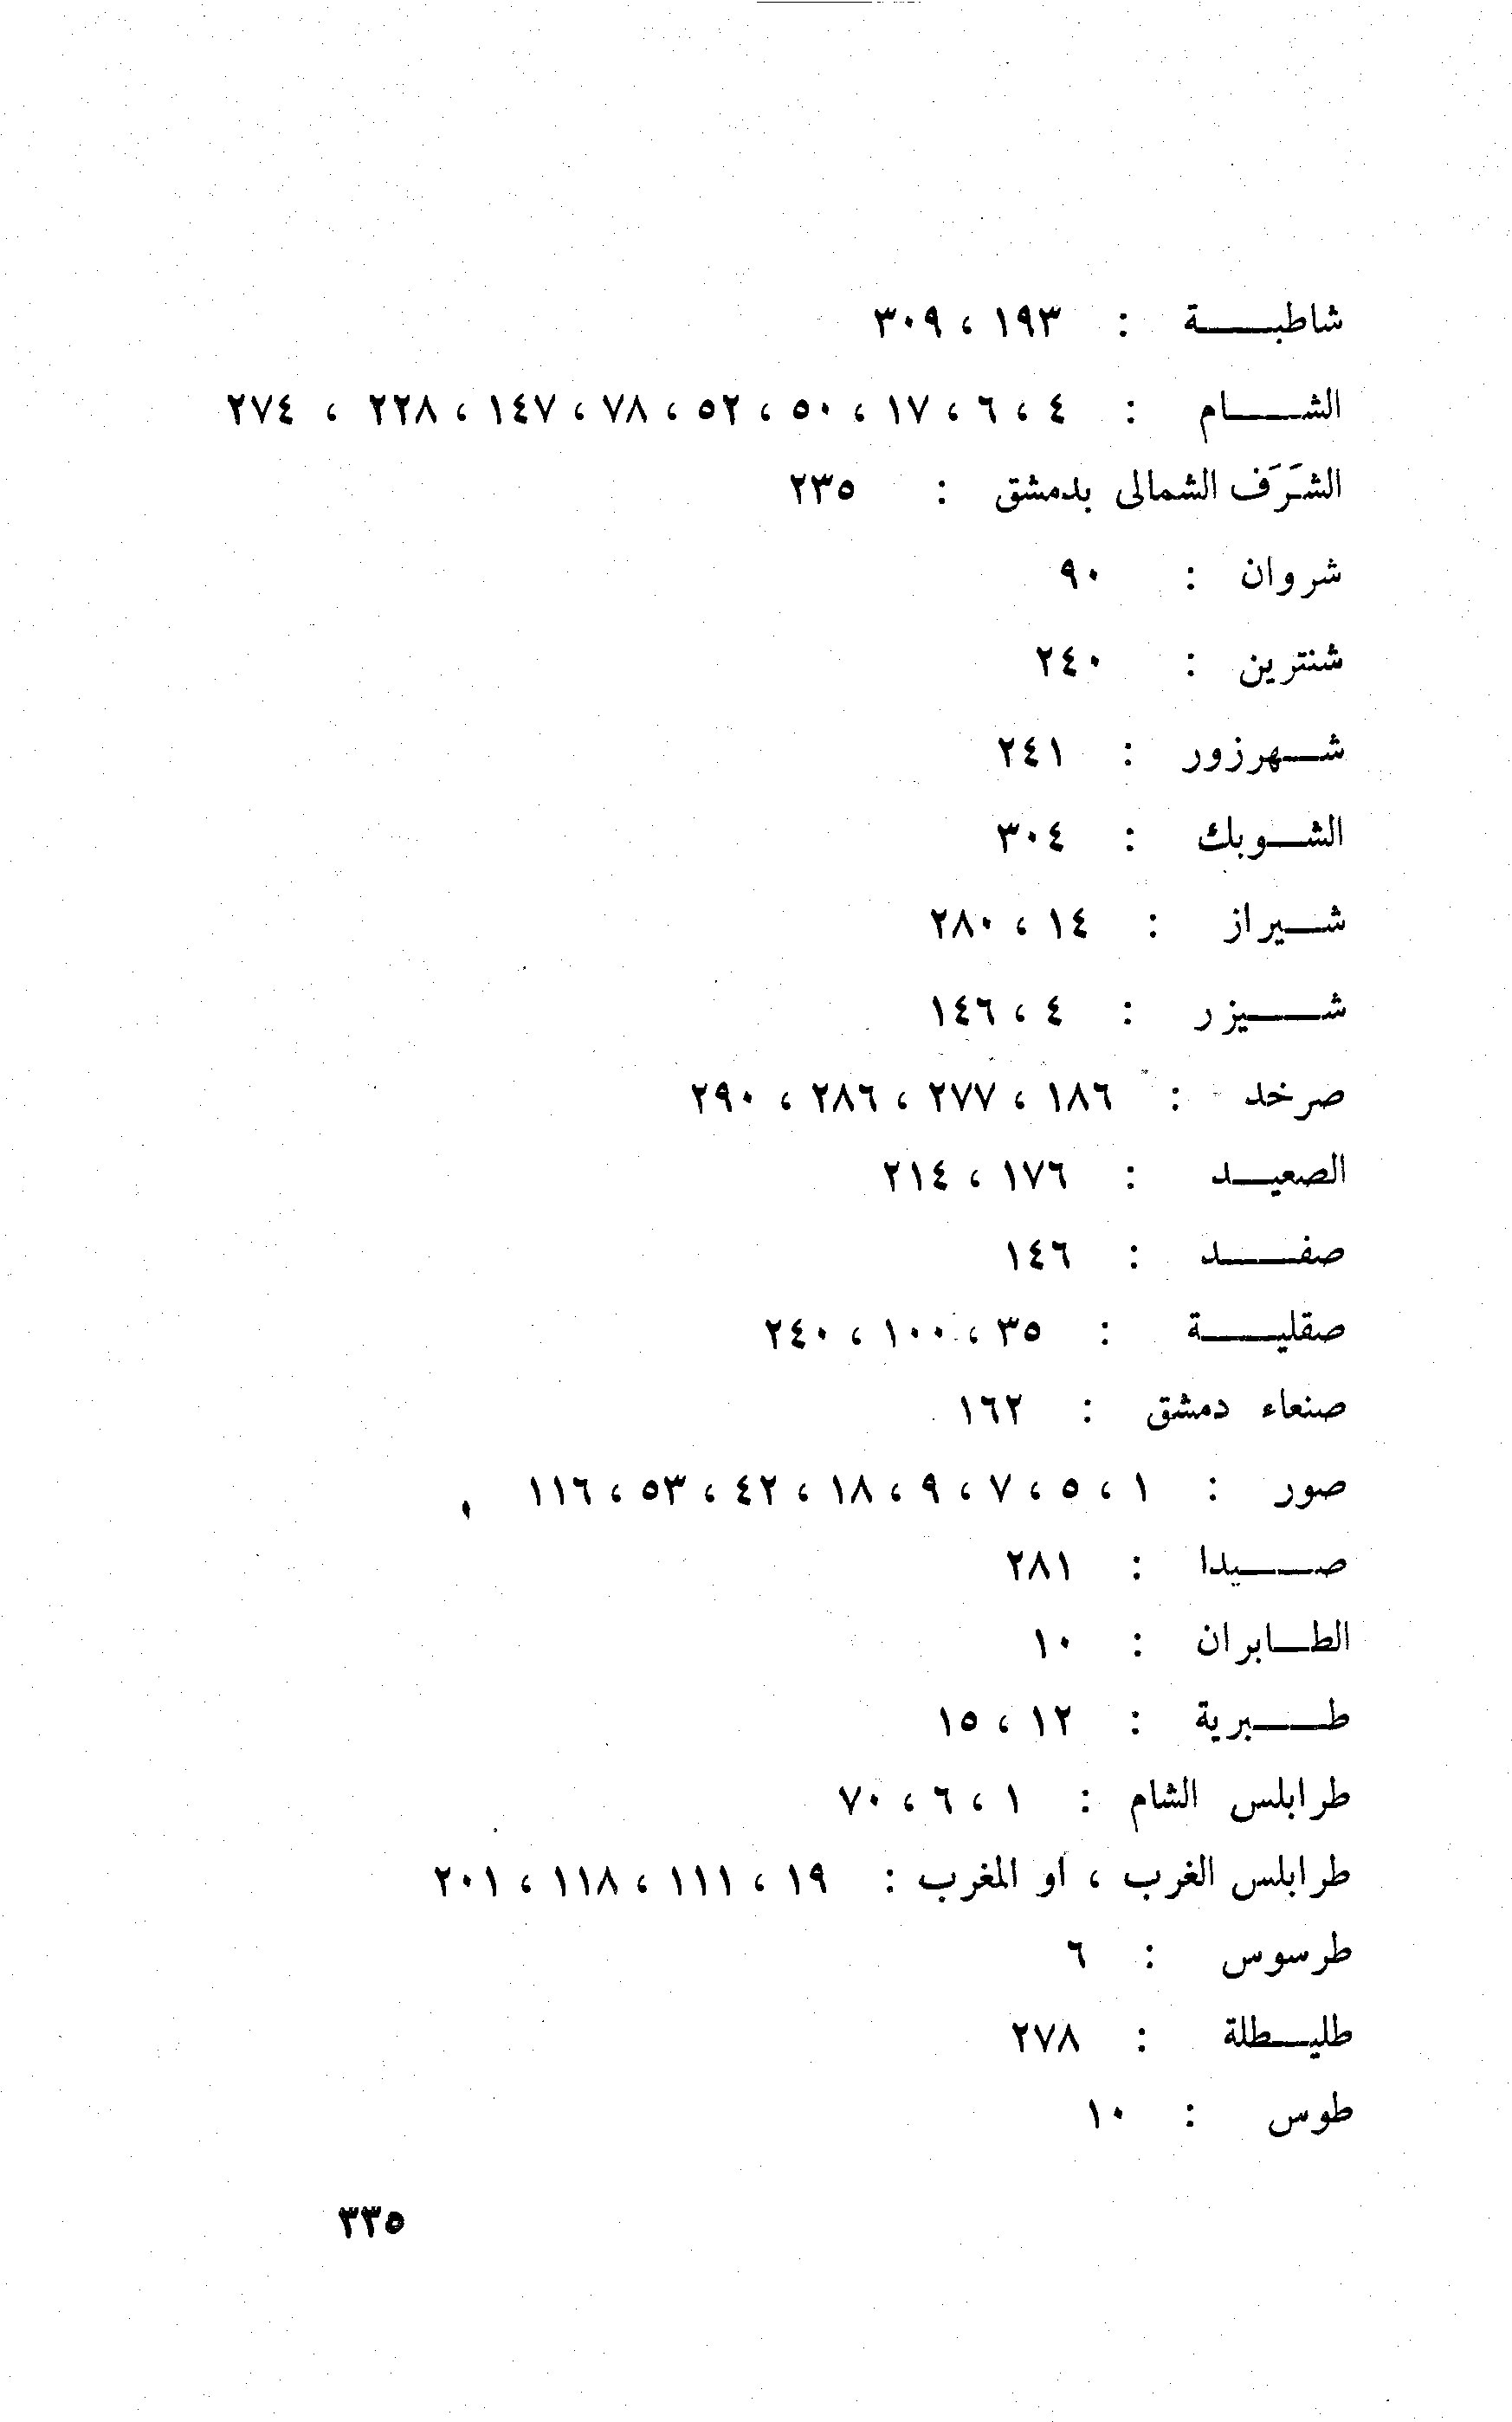 شاطبة : ١٩٣ ، ٣٠٩
الشام : ٤ ، ٦ ، ١٧ ، ٥٠ ، ٥٢ ، ٧٨ ، ١٤٧ ، ٢٢٨ ، ٢٧٤
الشَرَف الشمالى بدمشق : ٢٣٥
شروان : ٩٠
شنترين : ٢٤٠
شهرزور : ٢٤١
الشوبك : ٣٠٤
شيراز : ١٤ ، ٢٨٠
شيزر : ٤ ، ١٤٦
صرخد : ١٨٦ ، ٢٧٧ ، ٢٨٦ ، ٢٩٠
الصعيد : ١٧٦ ، ٢١٤
صفد : ١٤٦
صقلية : ٣٥ ، ١٠٠ ، ٢٤٠
صنعاء دمشق : ١٦٢
صور : ١ ، ٥ ، ٧ ، ٩ ، ١٨ ، ٤٢ ، ٥٣ ، ١١٦
صيدا : ٢٨١
الطابران : ١٠
طبرية : ١٢ ، ١٥
طرابلس الشام : ١ ، ٦ ، ٧٠
طرابلس الغرب ، او المغرب : ١٩ ، ١١١ ، ١١٨ ، ٢٠١
طرسوس : ٦
طليطلة : ٢٧٨
طوس : ١٠
٣٣٥